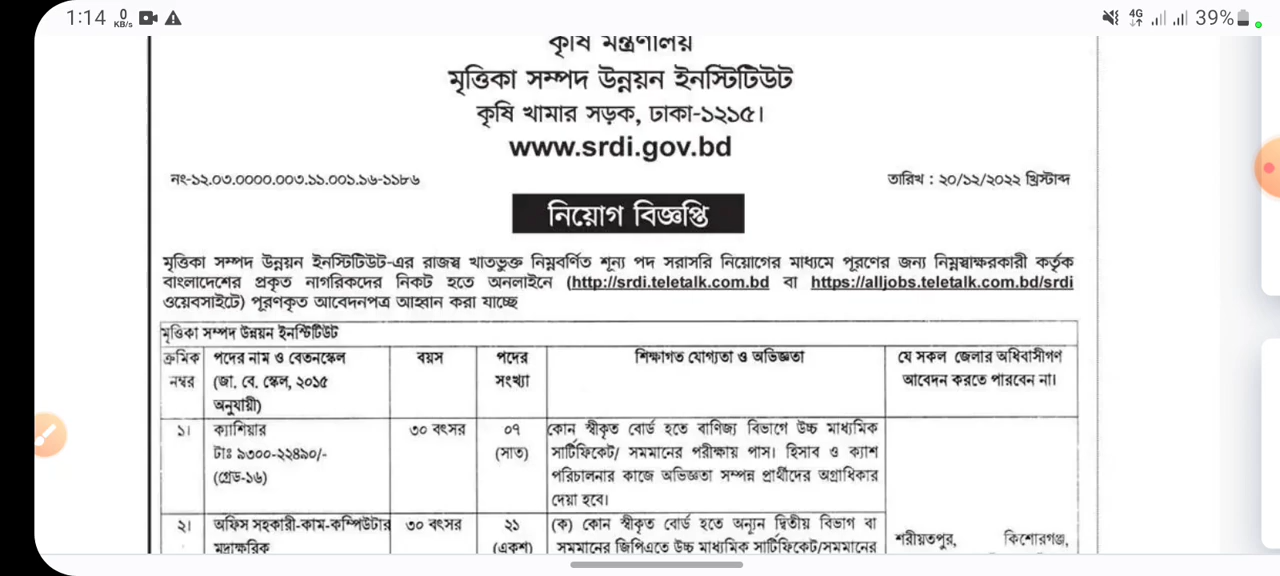 1:14 0 KB/s 4G 39%
কৃষি মন্ত্রণালয়
মৃত্তিকা সম্পদ উন্নয়ন ইনস্টিটিউট
কৃষি খামার সড়ক, ঢাকা-১২১৫।
www.srdi.gov.bd
নং-১২.০৩.০০০০.০০৩.১১.০০১.১৬-১১৮৬ তারিখ : ২০/১২/২০২২ খ্রিস্টাব্দ
নিয়োগ বিজ্ঞপ্তি
মৃত্তিকা সম্পদ উন্নয়ন ইনস্টিটিউট-এর রাজস্ব খাতভুক্ত নিম্নবর্ণিত শূন্য পদ সরাসরি নিয়োগের মাধ্যমে পূরণের জন্য নিম্নস্বাক্ষরকারী কর্তৃক
বাংলাদেশের প্রকৃত নাগরিকদের নিকট হতে অনলাইনে (http://srdi.teletalk.com.bd বা https://alljobs.teletalk.com.bd/srdi
ওয়েবসাইটে) পূরণকৃত আবেদনপত্র আহ্বান করা যাচ্ছে
মৃত্তিকা সম্পদ উন্নয়ন ইনস্টিটিউট
ক্রমিক নম্বর
পদের নাম ও বেতনস্কেল
(জা. বে. স্কেল, ২০১৫
অনুযায়ী)
বয়স
পদের
সংখ্যা
শিক্ষাগত যোগ্যতা ও অভিজ্ঞতা
যে সকল জেলার অধিবাসীগণ
আবেদন করতে পারবেন না।
১।
ক্যাশিয়ার
টাঃ ৯৩০০-২২৪৯০/-
(গ্রেড-১৬)
৩০ বৎসর
০৭
(সাত)
কোন স্বীকৃত বোর্ড হতে বাণিজ্য বিভাগে উচ্চ মাধ্যমিক
সার্টিফিকেট/ সমমানের পরীক্ষায় পাস। হিসাব ও ক্যাশ
পরিচালনার কাজে অভিজ্ঞতা সম্পন্ন প্রার্থীদের অগ্রাধিকার
দেয়া হবে।
২।
অফিস সহকারী-কাম-কম্পিউটার
মুদ্রাক্ষরিক
৩০ বৎসর
২১
(একুশ)
(ক) কোন স্বীকৃত বোর্ড হতে অন্যূন দ্বিতীয় বিভাগ বা
সমমানের জিপিএতে উচ্চ মাধ্যমিক সার্টিফিকেট/সমমানের
শরীয়তপুর, কিশোরগঞ্জ,